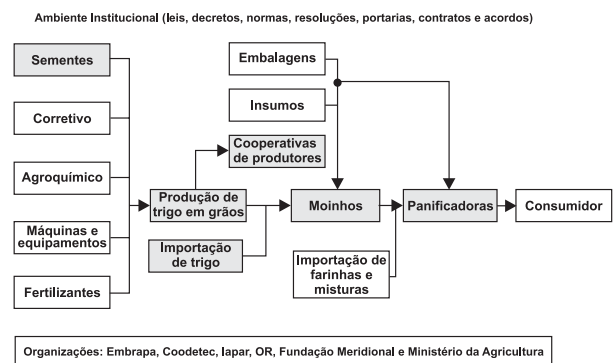 Ambiente Institucional (leis, decretos, normas, resoluções, portarias, contratos e acordos)
Sementes
Corretivo
Agroquímico
Máquinas e
equipamentos
Fertilizantes
Embalagens
Insumos
Cooperativas
de produtores
Produção de
trigo em grãos
Importação
de trigo
Moinhos
Importação de
farinhas e
misturas
Panificadoras
Consumidor
Organizações: Embrapa, Coodetec, Iapar, OR, Fundação Meridional e Ministério da Agricultura